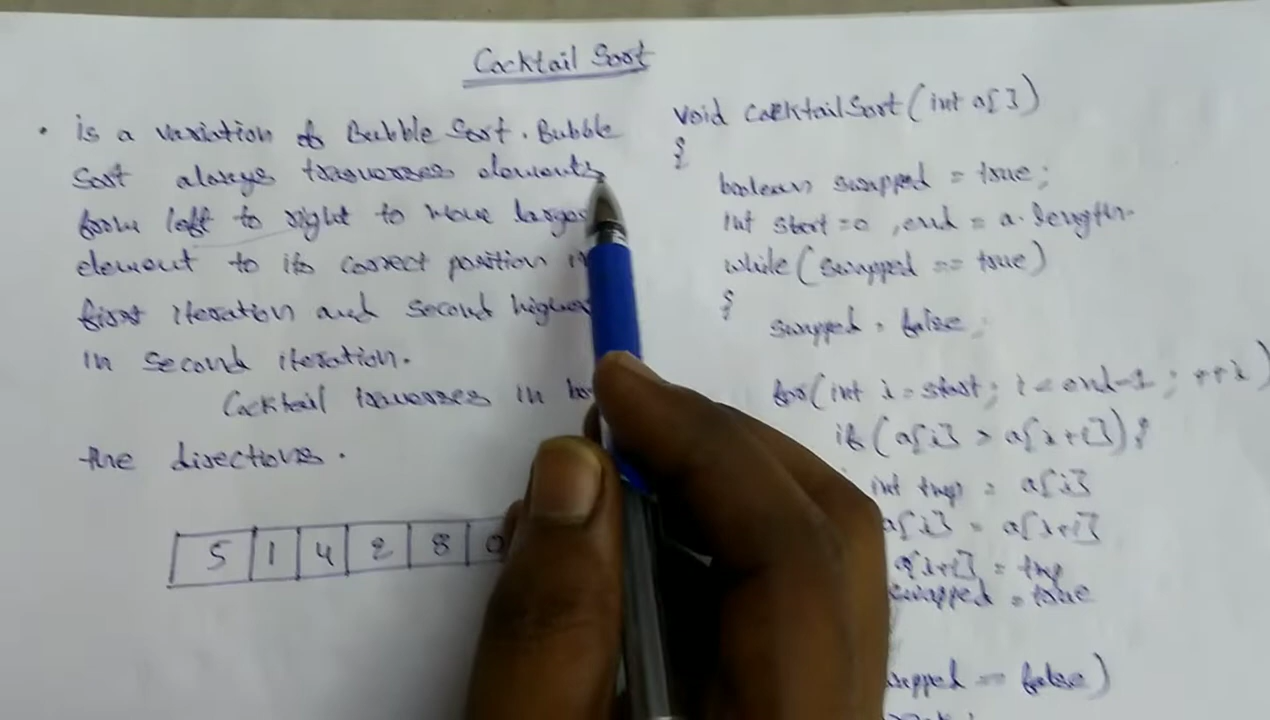 Cocktail Sort
• is a variation of Bubble Sort. Bubble
Sort always traverses elements
from left to right to move larges
element to its correct position i
first iteration and second highes
in second iteration.
Cocktail traverses in bo
the directions.
5 1 4 2 8 0
void cocktailSort(int a[])
{
boolean swapped = true;
int start = 0, end = a.length
while(swapped == true)
{
swapped = false;
for(int i = start; i < end-1; ++i)
if(a[i] > a[i+1]){
int tmp = a[i]
a[i] = a[i+1]
a[i+1] = tmp
swapped = true
swapped == false)